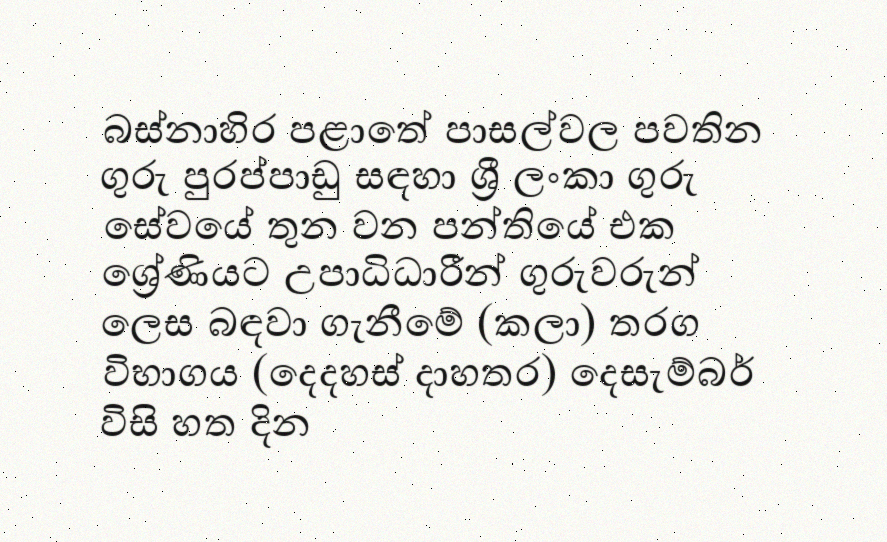 බස්නාහිර පළාතේ පාසල්වල පවතින
ගුරු පුරප්පාඩු සඳහා ශ්‍රී ලංකා ගුරු
සේවයේ තුන වන පන්තියේ එක
ශ්‍රේණියට උපාධිධාරීන් ගුරුවරුන්
ලෙස බඳවා ගැනීමේ (කලා) තරග
විභාගය (දෙදහස් දාහතර) දෙසැම්බර්
විසි හත දින